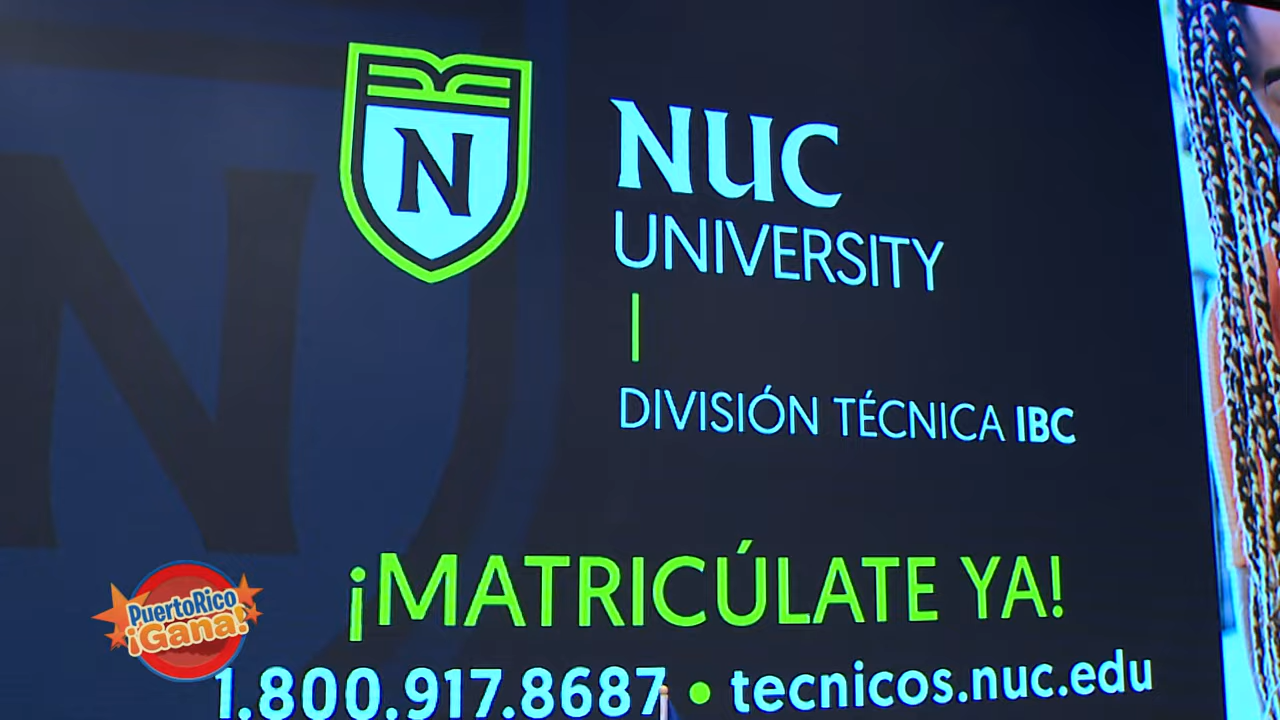 N
NUC
UNIVERSITY
DIVISIÓN TÉCNICA IBC
¡MATRICÚLATE YA!
1.800.917.8687 • tecnicos.nuc.edu
PuertoRico
¡Gana!
N